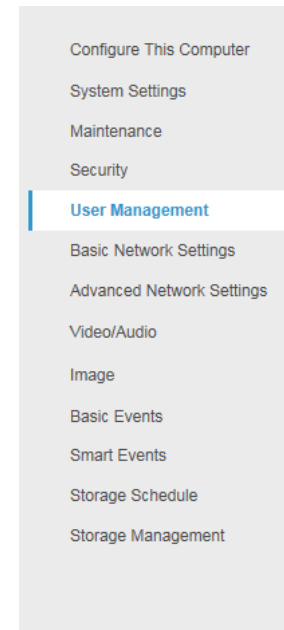 Configure This Computer
System Settings
Maintenance
Security
User Management
Basic Network Settings
Advanced Network Settings
Video/Audio
Image
Basic Events
Smart Events
Storage Schedule
Storage Management